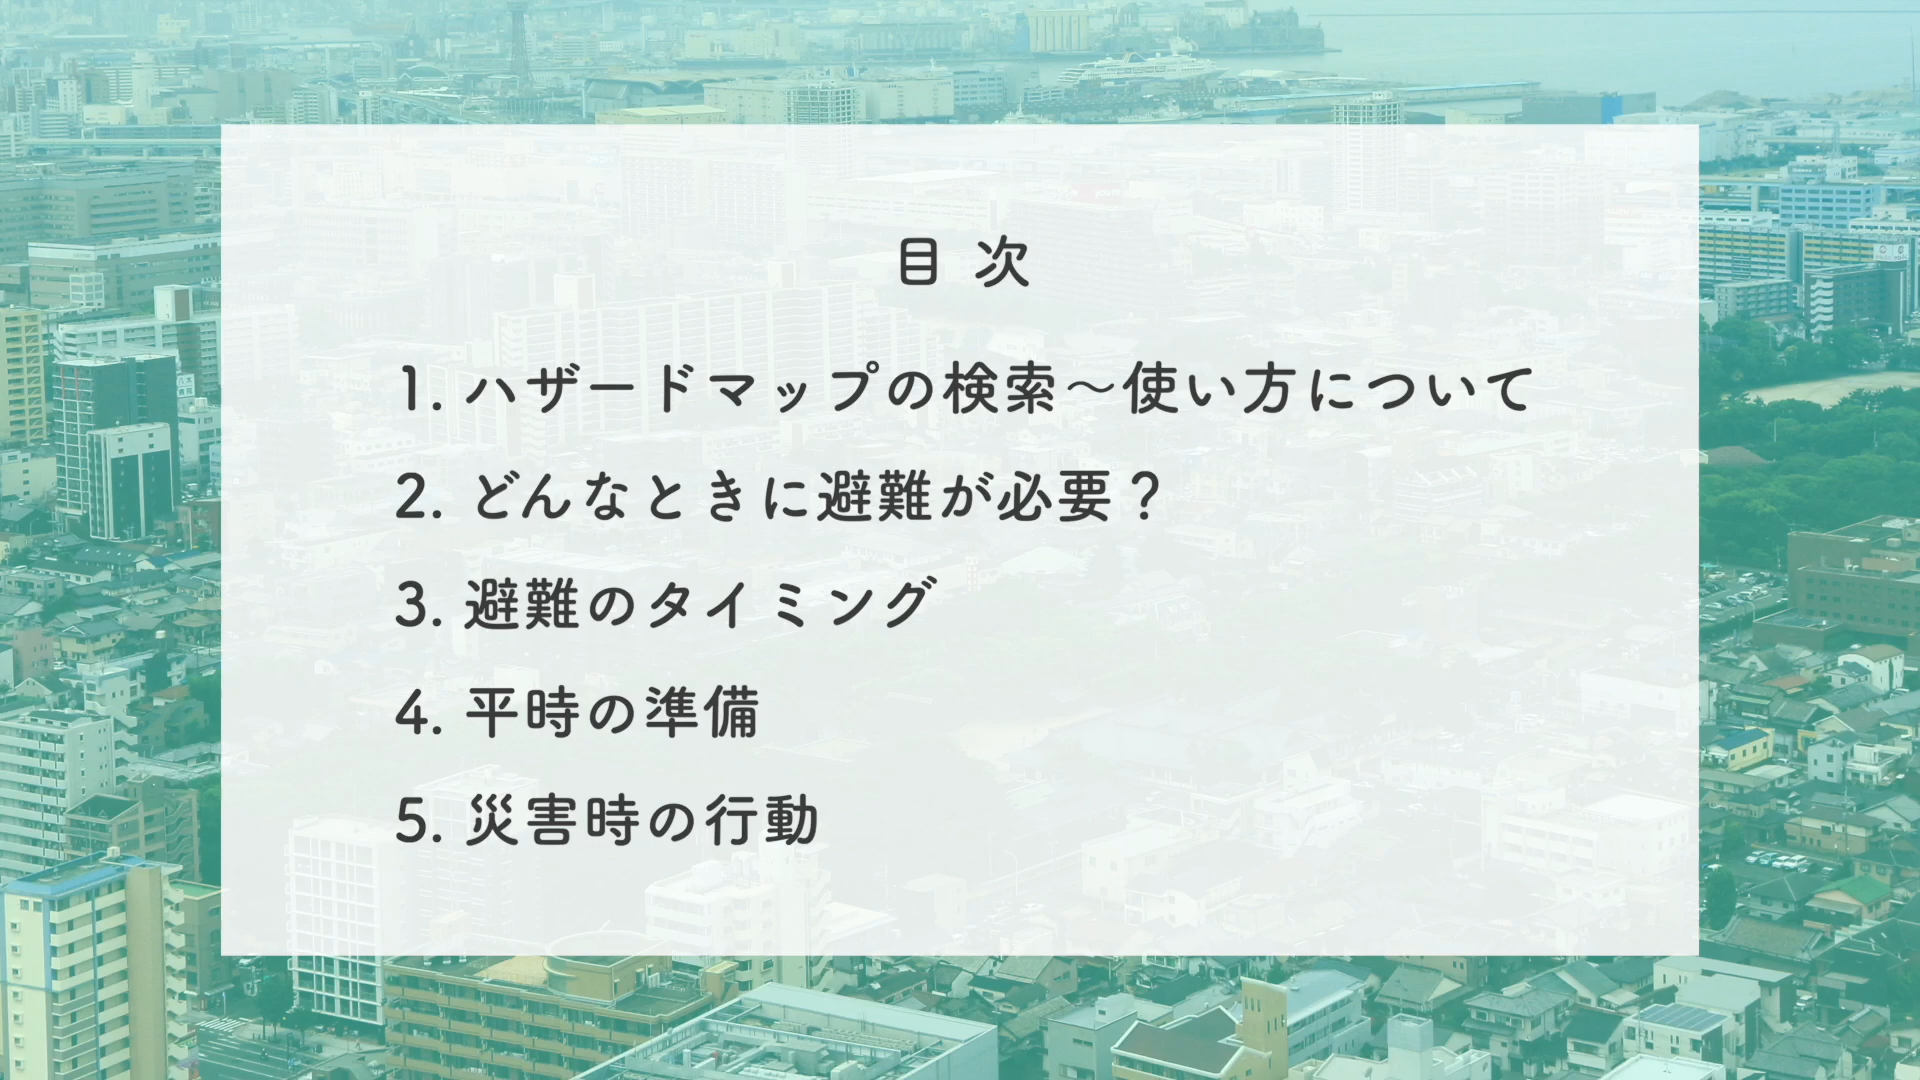 目 次
1. ハザードマップの検索～使い方について
2. どんなときに避難が必要？
3. 避難のタイミング
4. 平時の準備
5. 災害時の行動